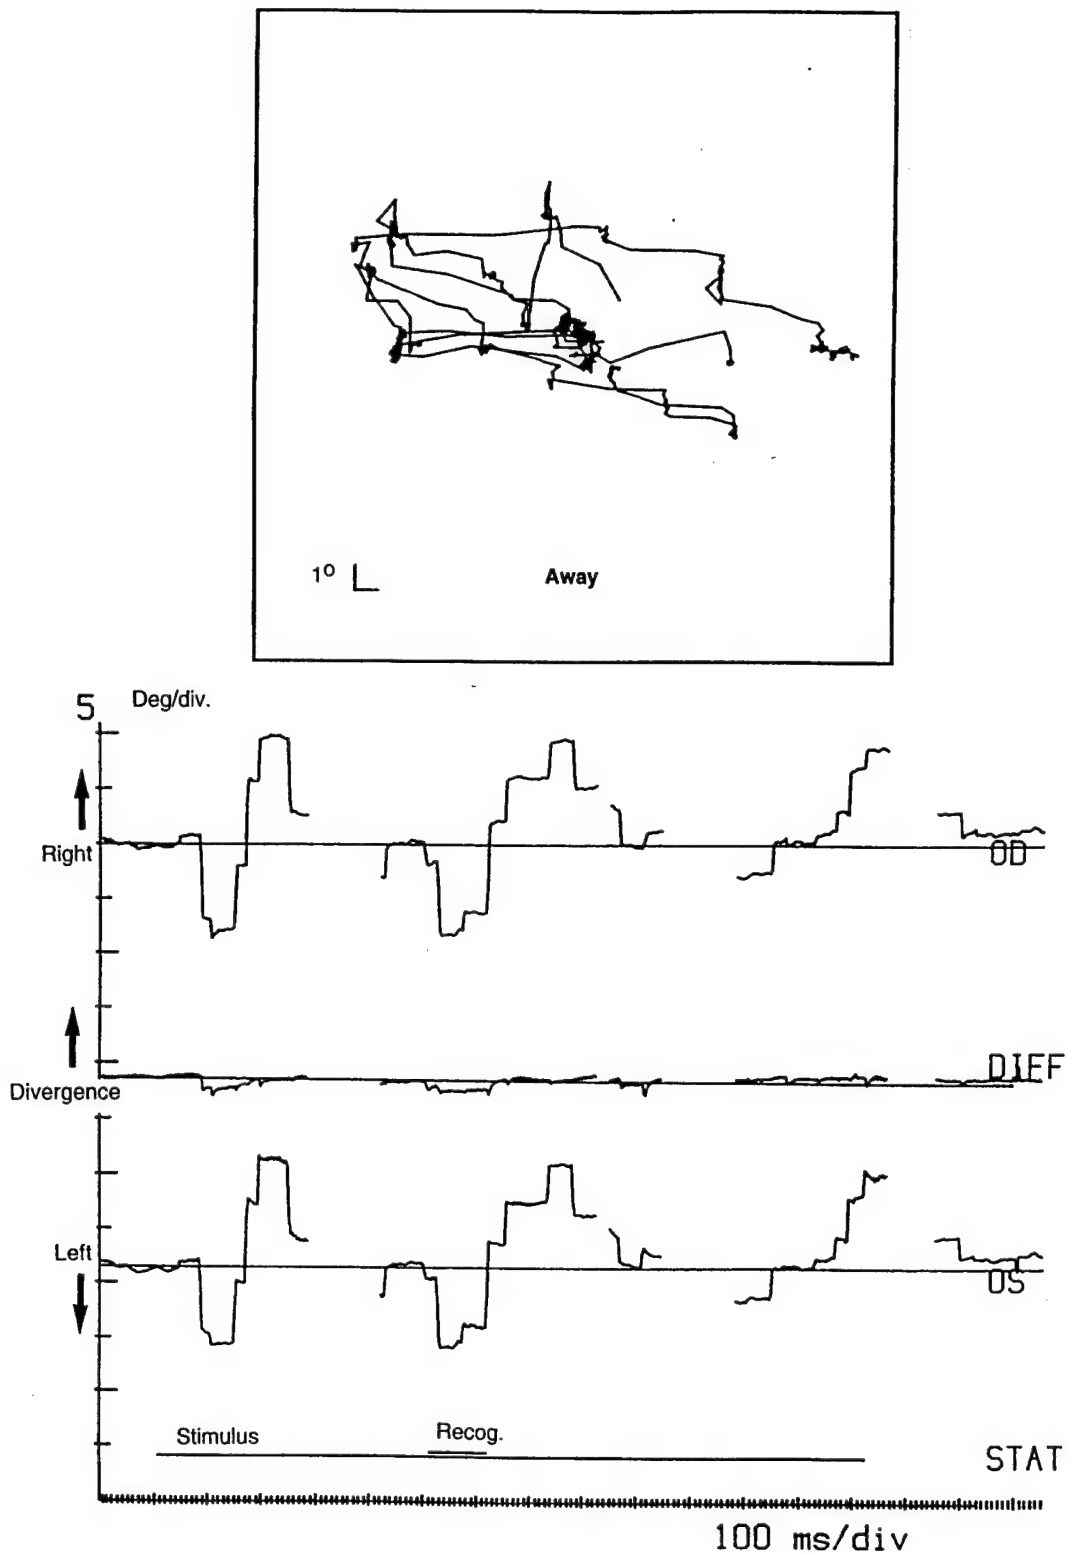 1° Away
5 Deg/div.
Right
OD
DIFF
Divergence
Left
OS
Stimulus
Recog.
STAT
100 ms/div